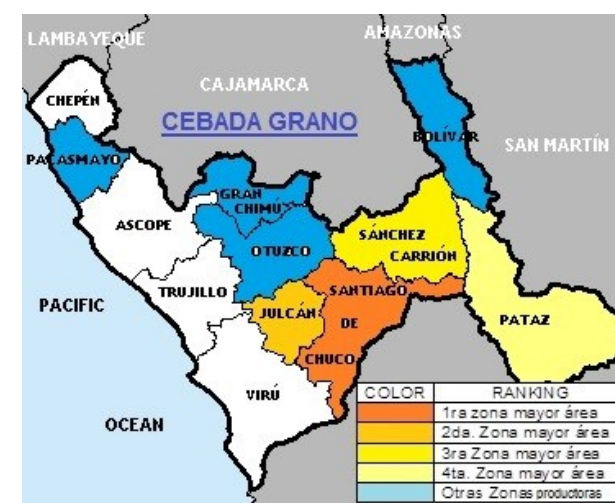 LAMBAYEQUE
AMAZONAS
CAJAMARCA
CEBADA GRANO
SAN MARTÍN
CHEPÉN
BOLÍVAR
PACASMAYO
GRAN
CHIMÚ
ASCOPE
OTUZCO
SÁNCHEZ
CARRIÓN
TRUJILLO
SANTIAGO
DE
CHUCO
JULCÁN
PATAZ
PACIFIC
OCEAN
VIRÚ
COLOR RANKING
1ra zona mayor área
2da. Zona mayor área
3ra Zona mayor área
4ta. Zona mayor área
Otras Zonas productoras